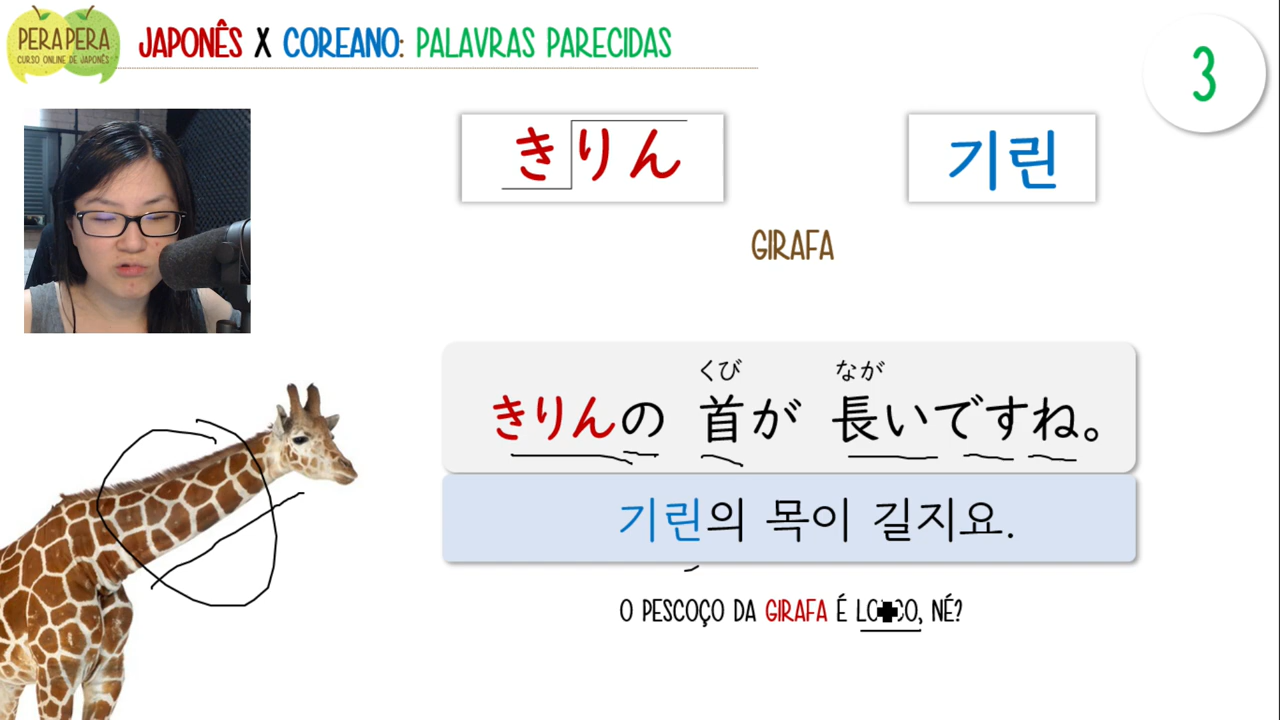 PERAPERA
CURSO ONLINE DE JAPONÊS
JAPONÊS X COREANO: PALAVRAS PARECIDAS
3
きりん
기린
GIRAFA
くび なが
きりんの 首が 長いですね。
기린의 목이 길지요.
O PESCOÇO DA GIRAFA É NÉ?